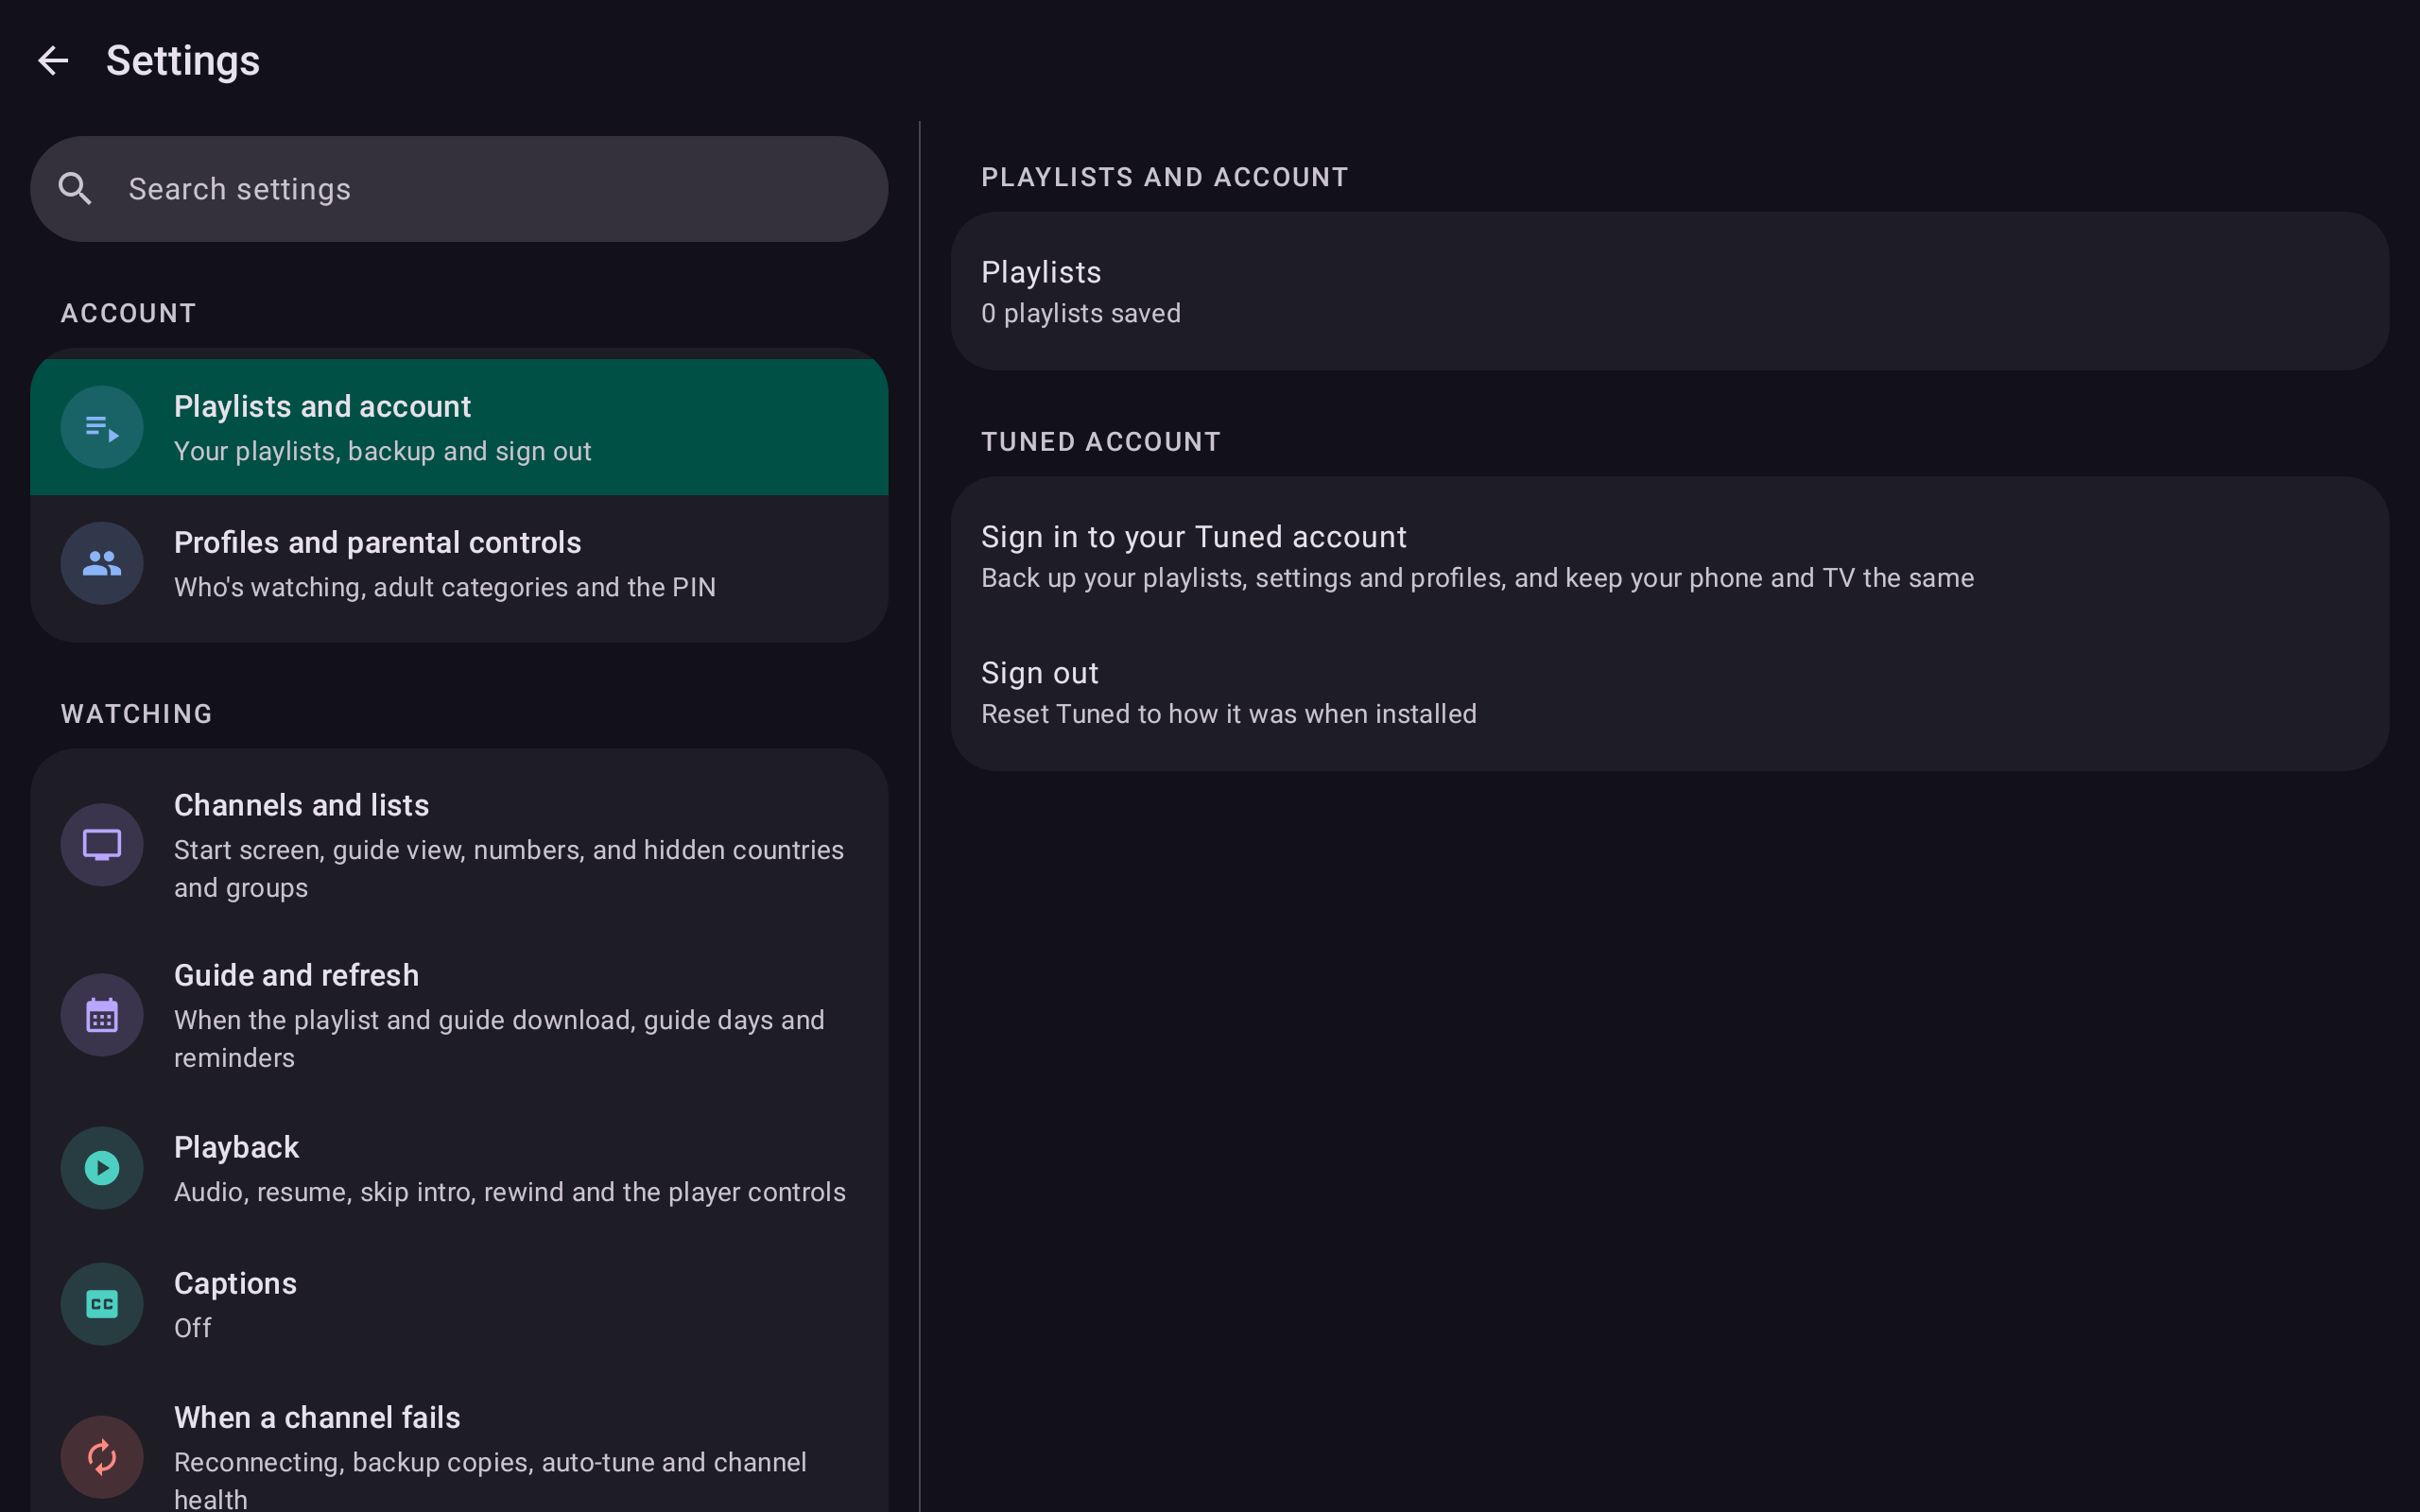 Settings
Search settings
ACCOUNT
Playlists and account
Your playlists, backup and sign out
Profiles and parental controls
Who's watching, adult categories and the PIN
WATCHING
Channels and lists
Start screen, guide view, numbers, and hidden countries
and groups
Guide and refresh
When the playlist and guide download, guide days and
reminders
Playback
Audio, resume, skip intro, rewind and the player controls
Captions
CC
Off
When a channel fails
Reconnecting, backup copies, auto-tune and channel
health
PLAYLISTS AND ACCOUNT
Playlists
0 playlists saved
TUNED ACCOUNT
Sign in to your Tuned account
Back up your playlists, settings and profiles, and keep your phone and TV the same
Sign out
Reset Tuned to how it was when installed